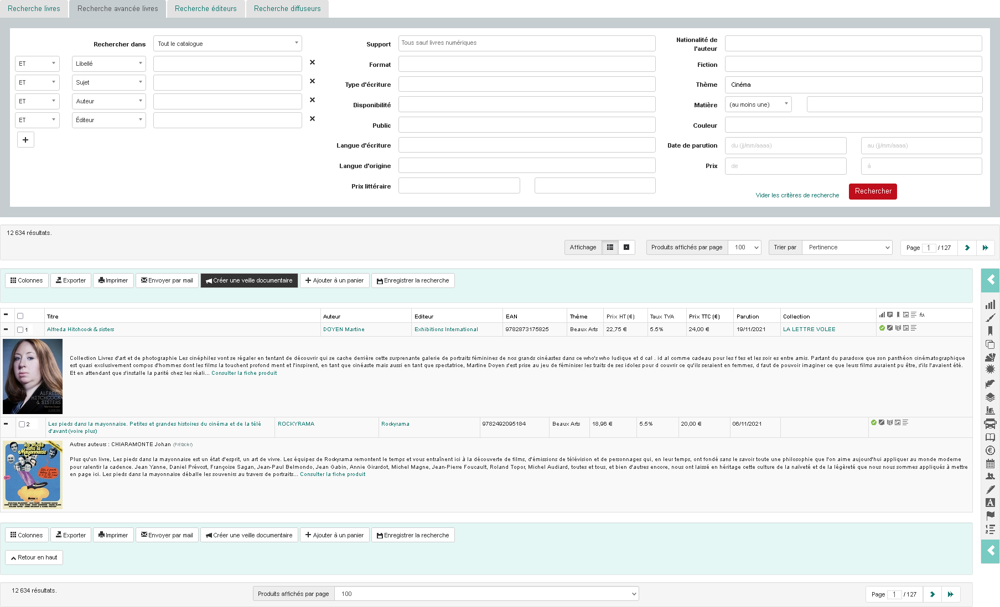 Recherche livres
Recherche avancée livres
Recherche éditeurs
Recherche diffuseurs
Rechercher dans
Tout le catalogue
ET
Libellé
ET
Sujet
ET
Auteur
ET
Éditeur
Support
Tous sauf livres numériques
Format
Type d'écriture
Disponibilité
Public
Langue d'écriture
Langue d'origine
Prix littéraire
Nationalité de
l'auteur
Fiction
Thème
Cinéma
Matière
(au moins une)
Couleur
Date de parution
du (jj/mm/aaaa)
au (jj/mm/aaaa)
Prix
de
à
Vider les critères de recherche
Rechercher
12 634 résultats.
Affichage
Produits affichés par page
100
Trier par
Pertinence
Page 1 / 127
Colonnes
Exporter
Imprimer
Envoyer par mail
Créer une veille documentaire
Ajouter à un panier
Enregistrer la recherche
Titre
Auteur
Editeur
EAN
Thème
Prix HT (€)
Taux TVA
Prix TTC (€)
Parution
Collection
1
Alfreda Hitchcock & sisters
DOYEN Martine
Exhibitions International
9782873175825
Beaux Arts
22,75 €
5.5%
24,00 €
19/11/2021
LA LETTRE VOLEE
ALFREDA
HITCHCOCK
& SISTERS
Martine Doyen
Collection Livres d'art et de photographie Les cinéphiles vont se régaler en tentant de découvrir qui se cache derrière cette surprenante galerie de portraits féminines de nos grands cinéastes dans ce who's who ludique et d cal . id al comme cadeau pour les f tes et les soir es entre amis. Partant du paradoxe que son panthéon cinématographique
est quasi exclusivement compos d'hommes dont les films la touchent profond ment et l'inspirent, en tant que cinéaste mais aussi en tant que spectatrice, Martine Doyen s'est prise au jeu de féminiser les traits de ses idoles pour d couvrir ce qu'ils seraient en femmes, d faut de pouvoir imaginer ce que leurs films auraient pu être, s'ils l'avaient été.
Et en attendant que s'installe la parité chez les réali... Consulter la fiche produit
2
Les pieds dans la mayonnaise. Petites et grandes histoires du cinéma et de la télé
d'avant (voire plus)
ROCKYRAMA
Rockyrama
9782492095184
Beaux Arts
18,96 €
5.5%
20,00 €
06/11/2021
Les pieds dans la
Mayonnaise
Avec :
Autres auteurs : CHIARAMONTE Johan (Préfacier)
Plus qu'un livre, Les pieds dans la mayonnaise est un état d'esprit, un art de vivre. Les équipes de Rockyrama remontent le temps et vous entraînent ici à la découverte de films, d'émissions de télévision et de personnages qui, en leur temps, ont fondé sans le savoir toute une philosophie que l'on aime aujourd'hui appliquer au monde moderne
pour ralentir la cadence. Jean Yanne, Daniel Prévost, Françoise Sagan, Jean-Paul Belmondo, Jean Gabin, Annie Girardot, Michel Magne, Jean-Pierre Foucault, Roland Topor, Michel Audiard, toutes et tous, et bien d'autres encore, nous ont laissé en héritage cette culture de la naïveté et de la légèreté que nous nous sommes appliqués à mettre
en page ici. Les pieds dans la mayonnaise déballe les souvenirs au travers de portraits... Consulter la fiche produit
Colonnes
Exporter
Imprimer
Envoyer par mail
Créer une veille documentaire
Ajouter à un panier
Enregistrer la recherche
Retour en haut
12 634 résultats.
Produits affichés par page
100
Page 1 / 127